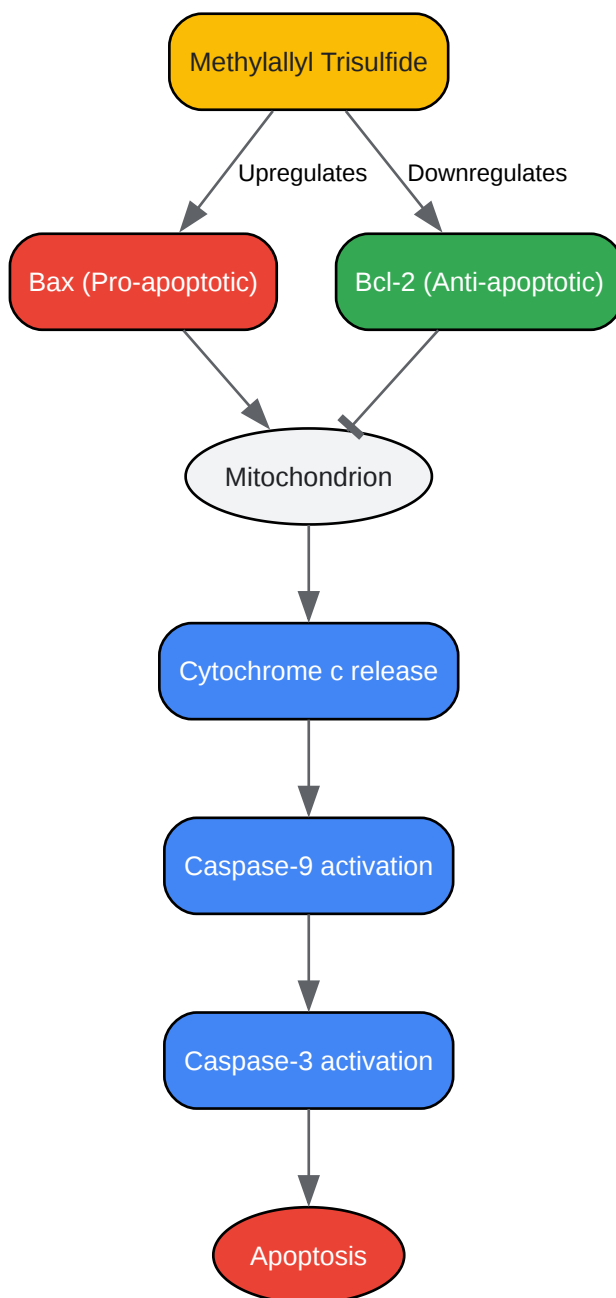 Methylallyl Trisulfide
Upregulates
Downregulates
Bax (Pro-apoptotic)
Bcl-2 (Anti-apoptotic)
Mitochondrion
Cytochrome c release
Caspase-9 activation
Caspase-3 activation
Apoptosis